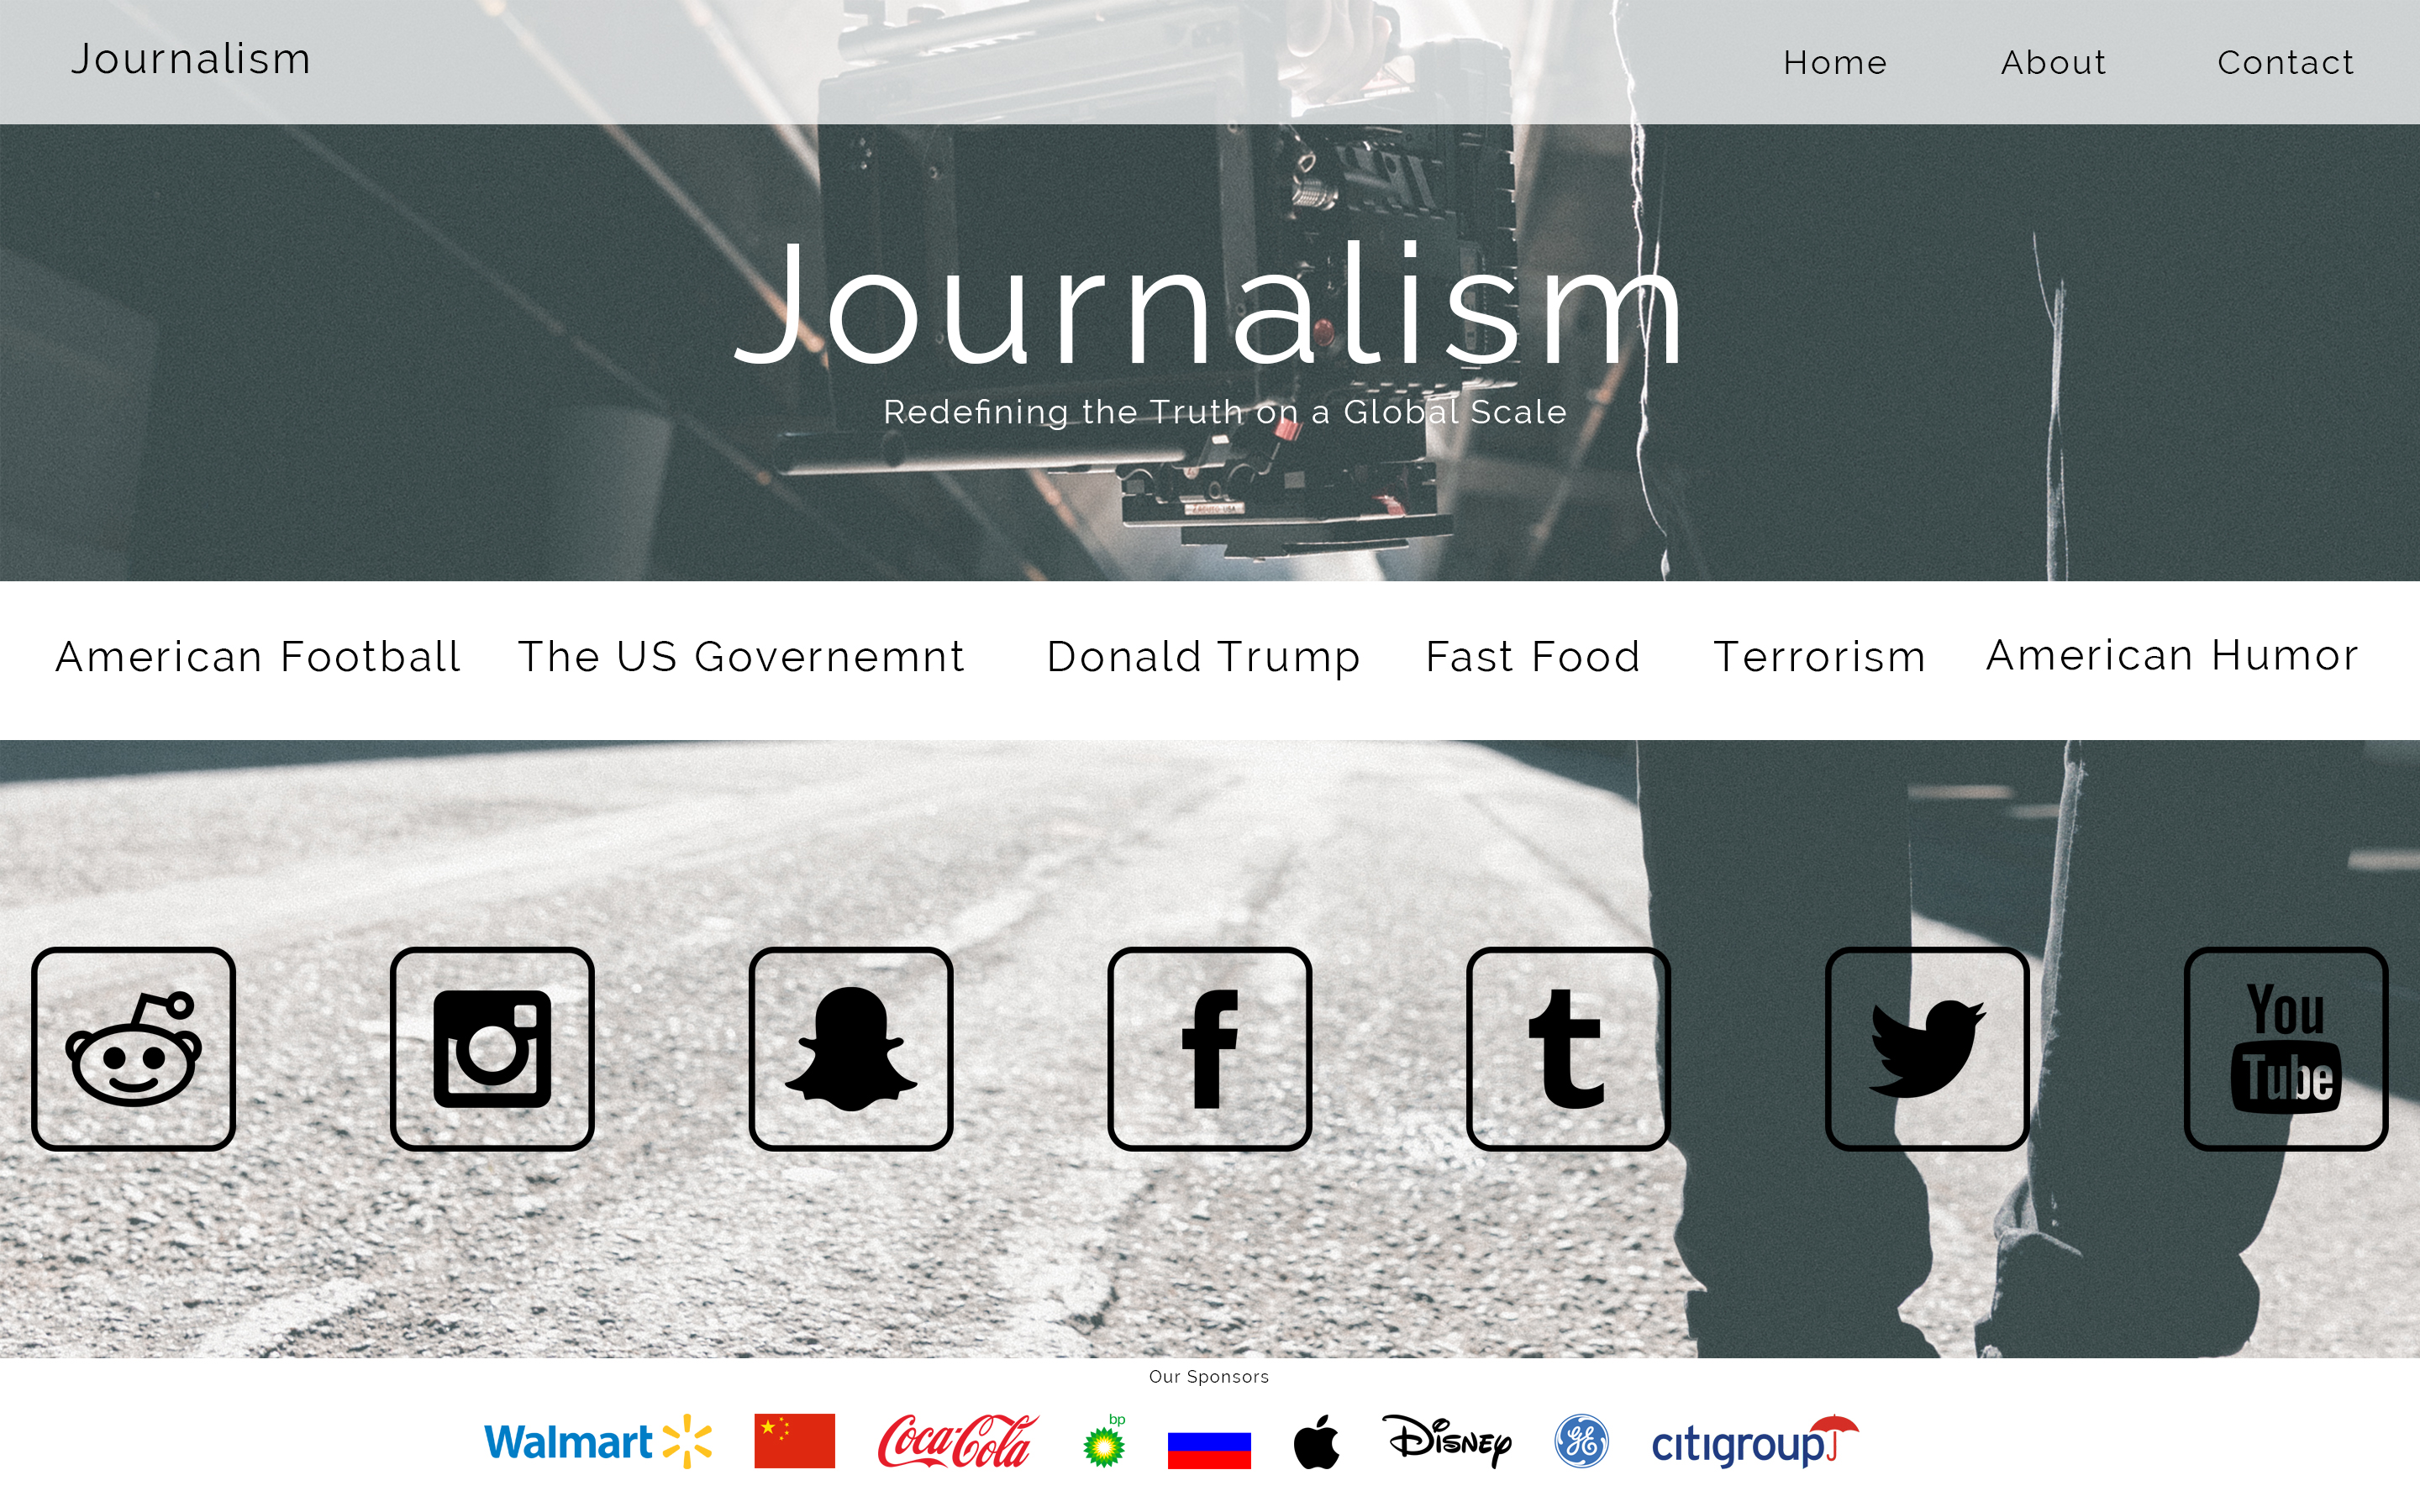 Journalism
Home About Contact
Journalism
Redefining the Truth on a Global Scale
American Football The US Governemnt Donald Trump Fast Food Terrorism American Humor
f t You
Tube
Our Sponsors
Walmart Coca-Cola bp Disney GE citigroup